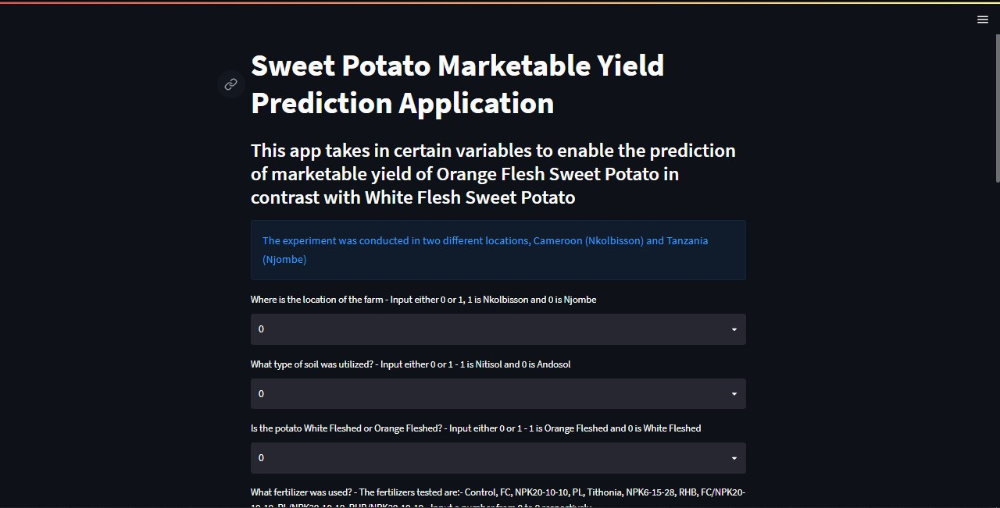 Sweet Potato Marketable Yield
Prediction Application
This app takes in certain variables to enable the prediction
of marketable yield of Orange Flesh Sweet Potato in
contrast with White Flesh Sweet Potato
The experiment was conducted in two different locations, Cameroon (Nkolbisson) and Tanzania
(Njombe)
Where is the location of the farm - Input either 0 or 1, 1 is Nkolbisson and 0 is Njombe
0
What type of soil was utilized? - Input either 0 or 1 - 1 is Nitisol and 0 is Andosol
0
Is the potato White Fleshed or Orange Fleshed? - Input either 0 or 1 - 1 is Orange Fleshed and 0 is White Fleshed
0
What fertilizer was used? - The fertilizers tested are:- Control, FC, NPK20-10-10, PL, Tithonia, NPK6-15-28, RHB, FC/NPK20-
10-10, PL/NPK20-10-10, RHB/NPK20-10-10 - Input a number from 0 to 9 respectively